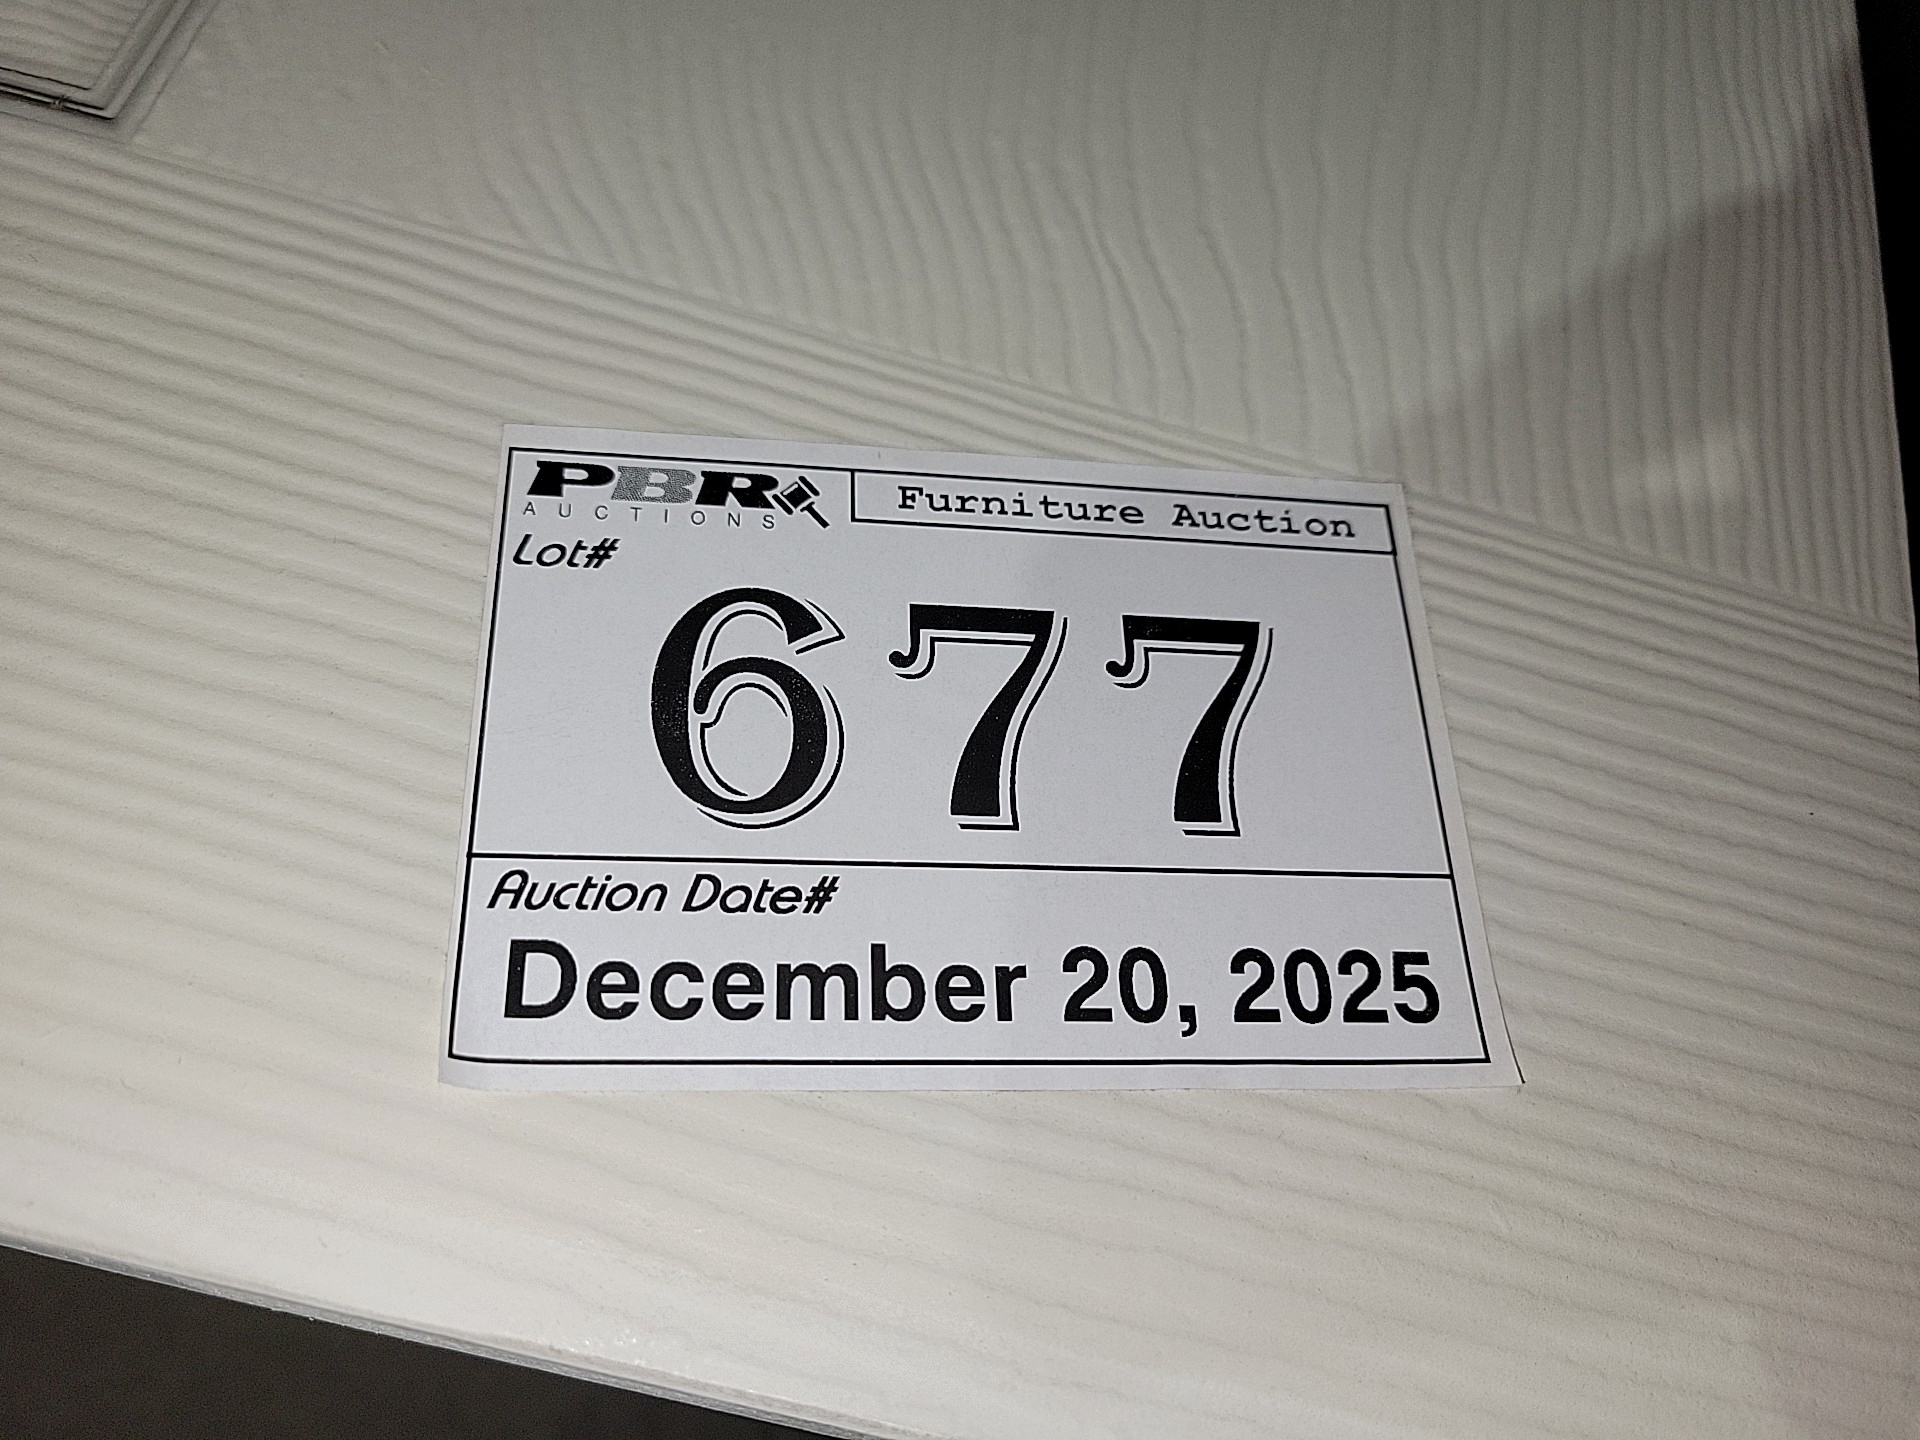 PBR
AUCTIONS
Furniture Auction
Lot#
677
Auction Date#
December 20, 2025